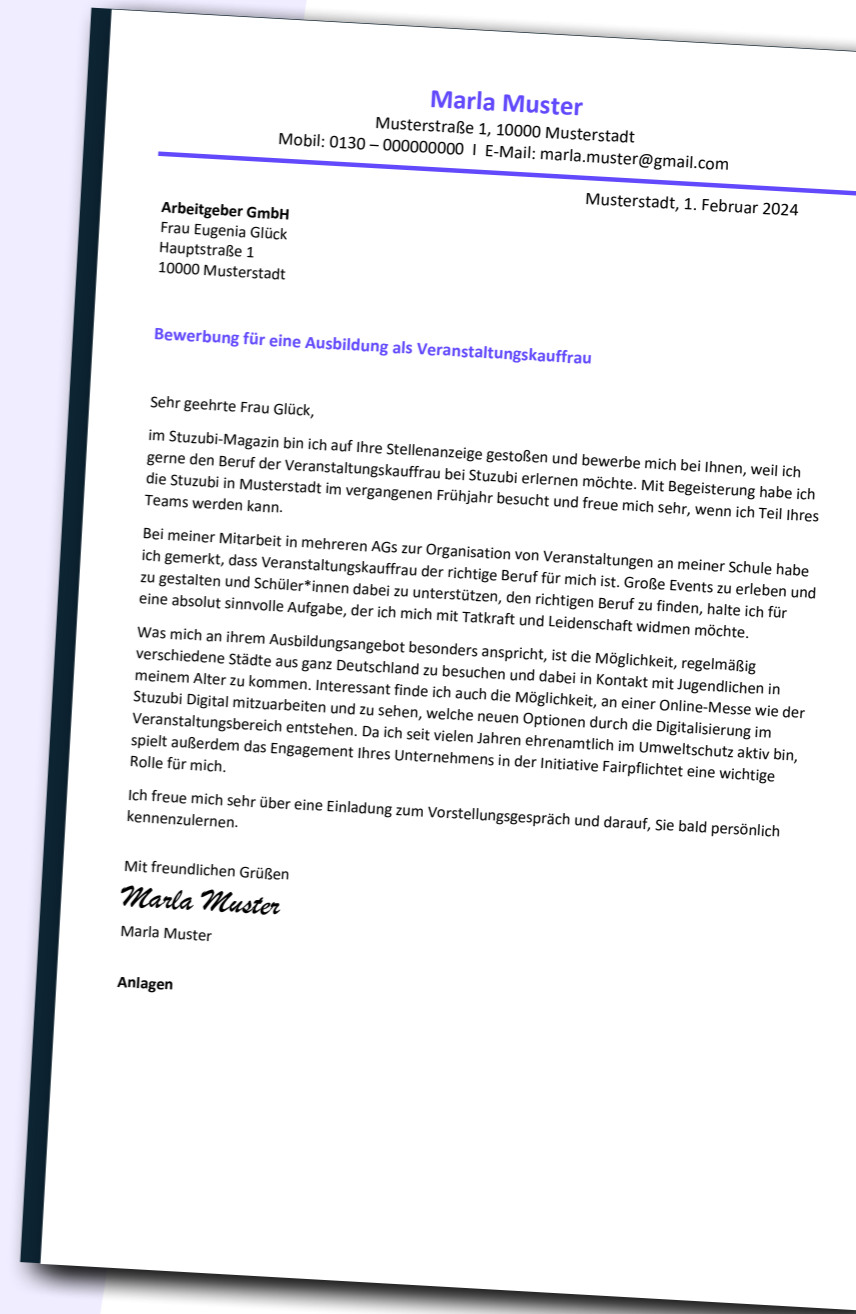 Marla Muster
Musterstraße 1, 10000 Musterstadt
Mobil: 0130 – 000000000 I E-Mail: marla.muster@gmail.com
Musterstadt, 1. Februar 2024
Arbeitgeber GmbH
Frau Eugenia Glück
Hauptstraße 1
10000 Musterstadt
Bewerbung für eine Ausbildung als Veranstaltungskauffrau
Sehr geehrte Frau Glück,
im Stuzubi-Magazin bin ich auf Ihre Stellenanzeige gestoßen und bewerbe mich bei Ihnen, weil ich
gerne den Beruf der Veranstaltungskauffrau bei Stuzubi erlernen möchte. Mit Begeisterung habe ich
die Stuzubi in Musterstadt im vergangenen Frühjahr besucht und freue mich sehr, wenn ich Teil Ihres
Teams werden kann.
Bei meiner Mitarbeit in mehreren AGs zur Organisation von Veranstaltungen an meiner Schule habe
ich gemerkt, dass Veranstaltungskauffrau der richtige Beruf für mich ist. Große Events zu erleben und
zu gestalten und Schüler*innen dabei zu unterstützen, den richtigen Beruf zu finden, halte ich für
eine absolut sinnvolle Aufgabe, der ich mich mit Tatkraft und Leidenschaft widmen möchte.
Was mich an ihrem Ausbildungsangebot besonders anspricht, ist die Möglichkeit, regelmäßig
verschiedene Städte aus ganz Deutschland zu besuchen und dabei in Kontakt mit Jugendlichen in
meinem Alter zu kommen. Interessant finde ich auch die Möglichkeit, an einer Online-Messe wie der
Stuzubi Digital mitzuarbeiten und zu sehen, welche neuen Optionen durch die Digitalisierung im
Veranstaltungsbereich entstehen. Da ich seit vielen Jahren ehrenamtlich im Umweltschutz aktiv bin,
spielt außerdem das Engagement Ihres Unternehmens in der Initiative Fairpflichtet eine wichtige
Rolle für mich.
Ich freue mich sehr über eine Einladung zum Vorstellungsgespräch und darauf, Sie bald persönlich
kennenzulernen.
Mit freundlichen Grüßen
Marla Muster
Marla Muster
Anlagen